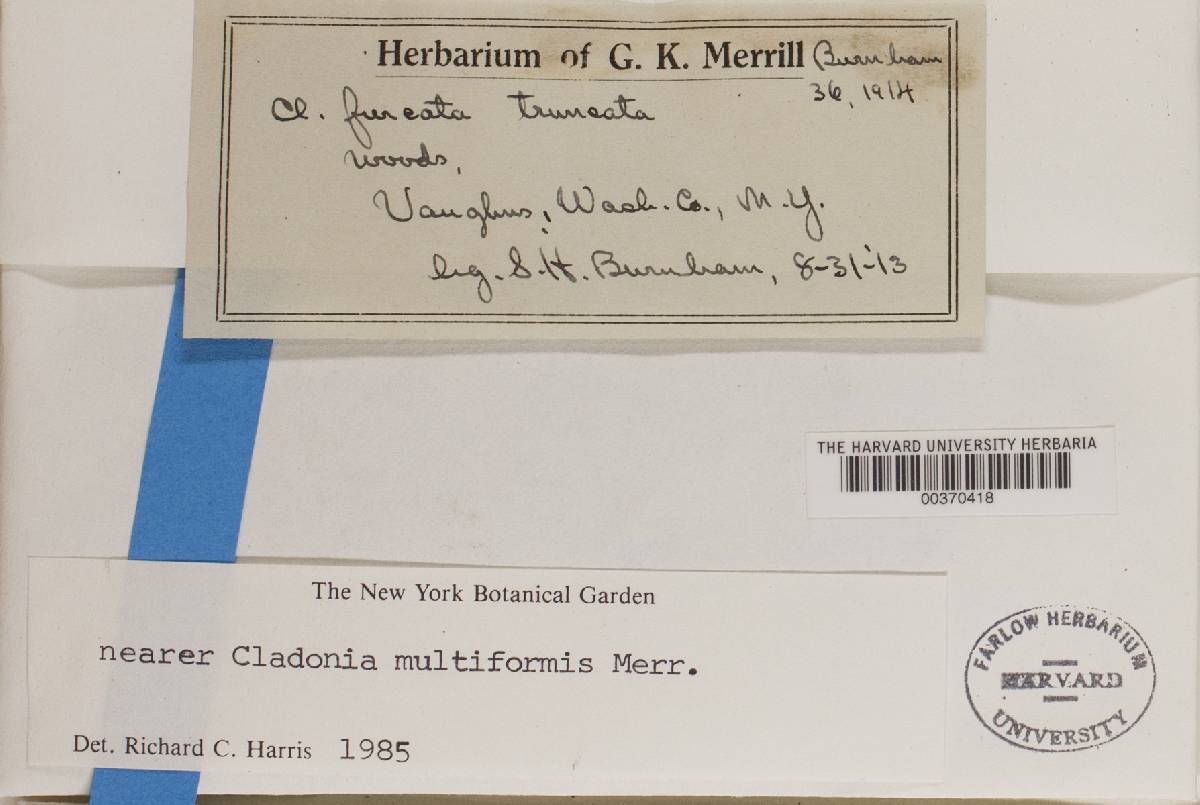 Herbarium of G. K. Merrill Burnham
36, 1914
Cl. furcata truncata
woods,
Vaughns, Wash. Co., N.Y.
leg. S.H. Burnham, 8-31-'13
THE HARVARD UNIVERSITY HERBARIA
00370418
The New York Botanical Garden
nearer Cladonia multiformis Merr.
Det. Richard C. Harris 1985
FARLOW HERBARIUM
HARVARD
UNIVERSITY